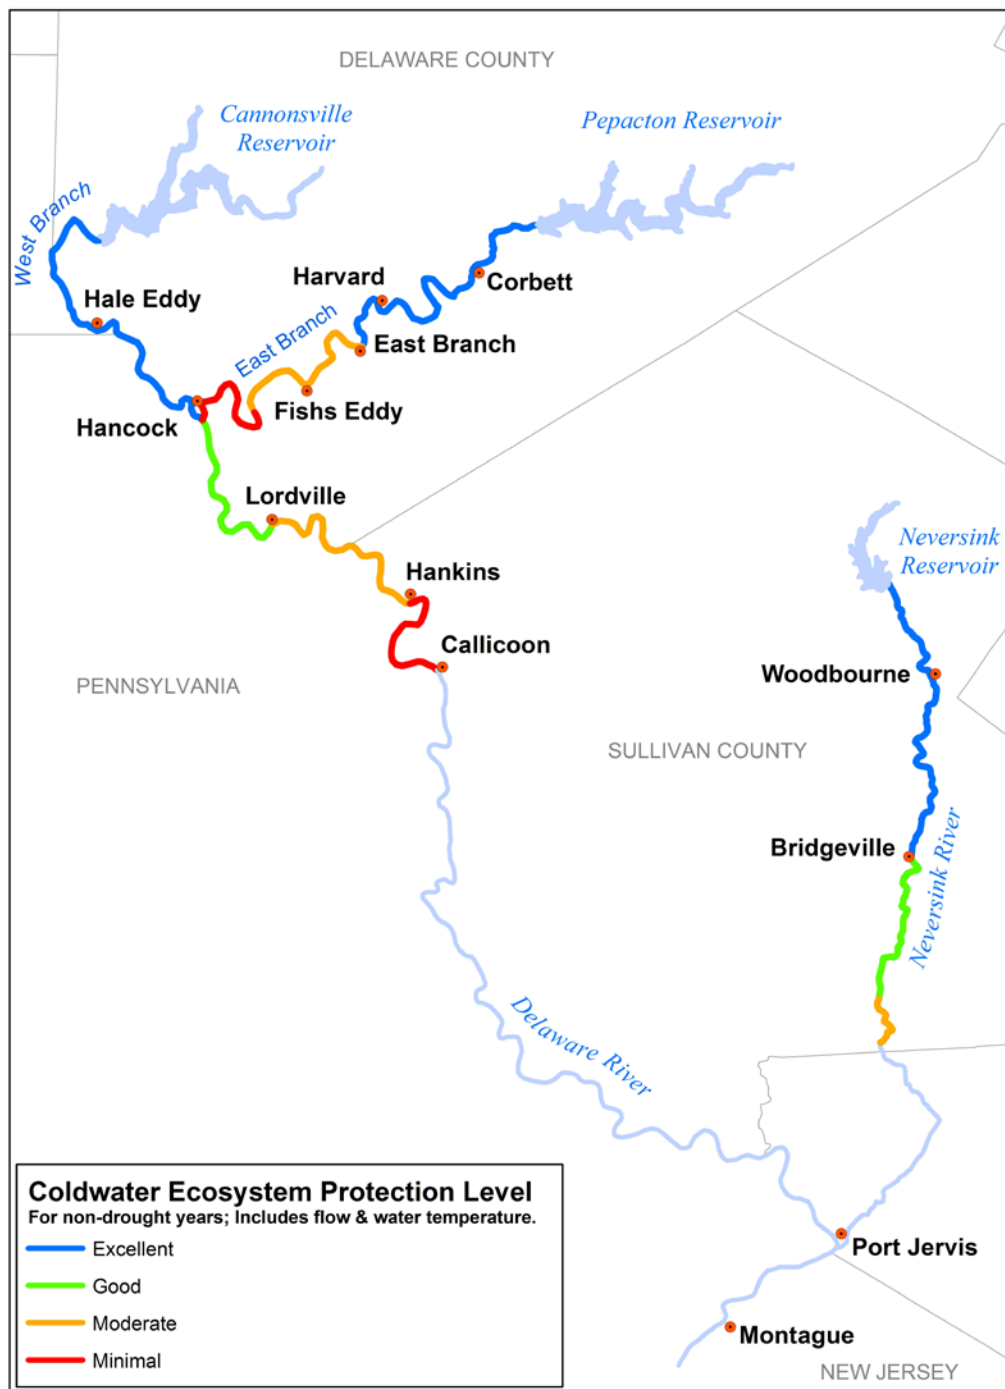 DELAWARE COUNTY
Cannonsville
Reservoir
Pepacton Reservoir
West Branch
Harvard
Corbett
Hale Eddy
East Branch
East Branch
Fishs Eddy
Hancock
Lordville
Neversink
Reservoir
Hankins
Callicoon
Woodbourne
PENNSYLVANIA
SULLIVAN COUNTY
Bridgeville
Neversink River
Delaware River
Coldwater Ecosystem Protection Level
For non-drought years; Includes flow & water temperature.
Excellent
Good
Moderate
Minimal
Port Jervis
Montague
NEW JERSEY